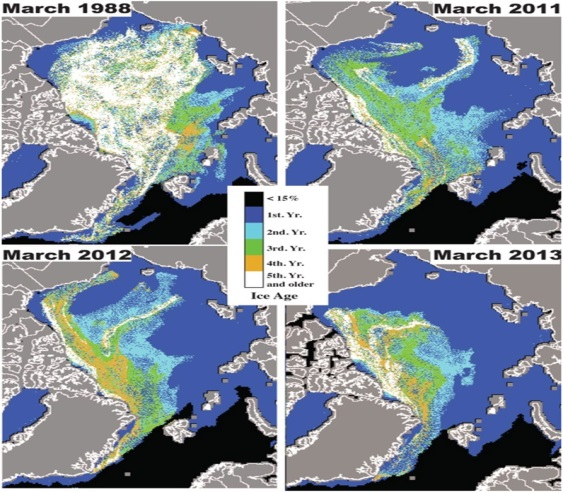 March 1988
March 2011
< 15%
1st. Yr.
2nd. Yr.
3rd. Yr.
4th. Yr.
5th. Yr.
and older
Ice Age
March 2012
March 2013